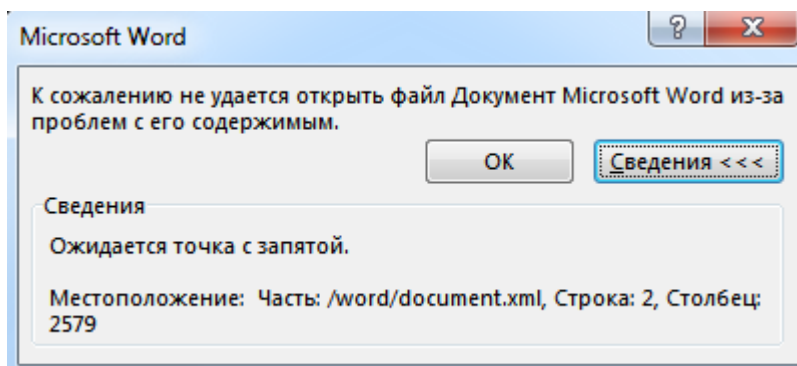 Microsoft Word
?
К сожалению не удается открыть файл Документ Microsoft Word из-за
проблем с его содержимым.
ОК
Сведения <<<
Сведения
Ожидается точка с запятой.
Местоположение: Часть: /word/document.xml, Строка: 2, Столбец:
2579